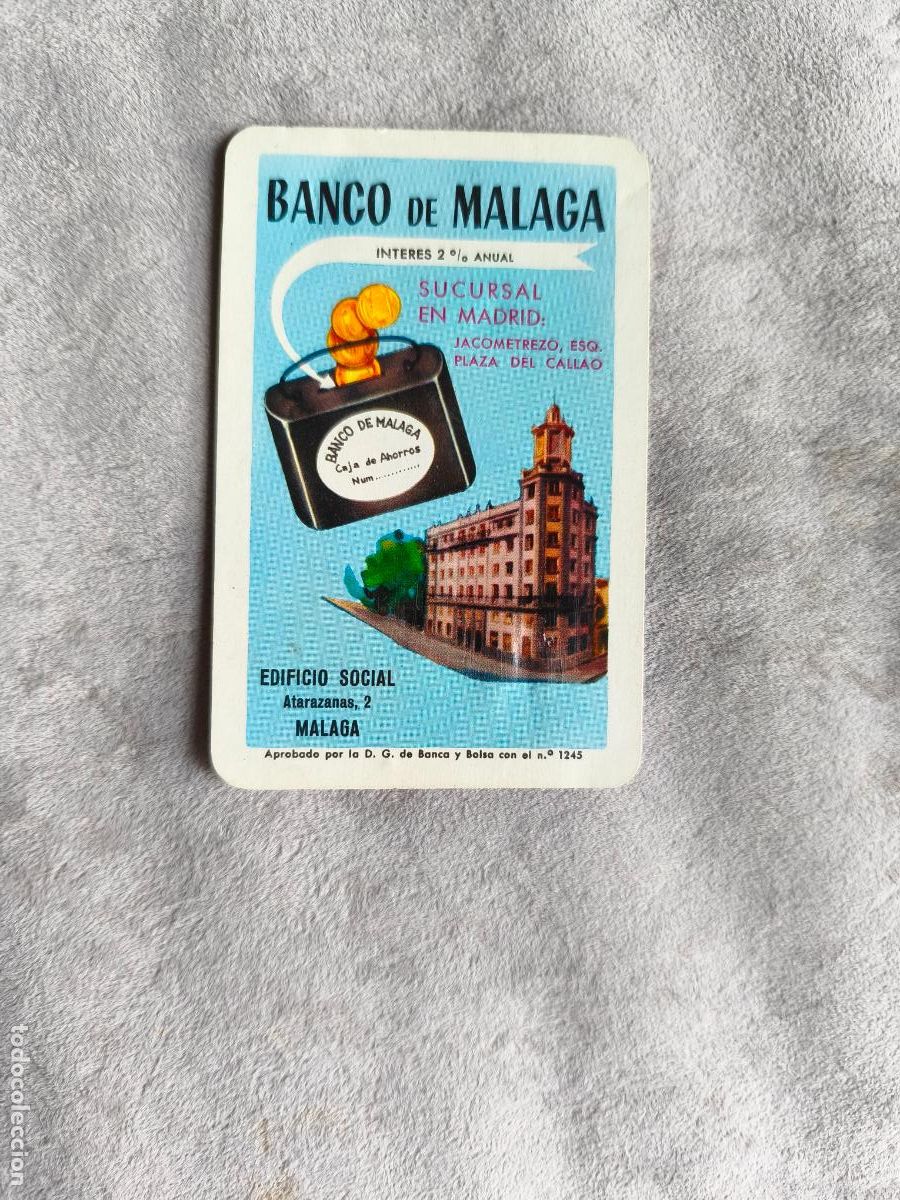 BANCO DE MALAGA
INTERES 2 % ANUAL
SUCURSAL
EN MADRID:
JACOMETREZO, ESQ.
PLAZA DEL CALLAO
BANCO DE MALAGA
Caja de Ahorros
Num............
EDIFICIO SOCIAL
Atarazanas, 2
MALAGA
Aprobado por la D. G. de Banca y Bolsa con el n.º 1245
todocoleccion